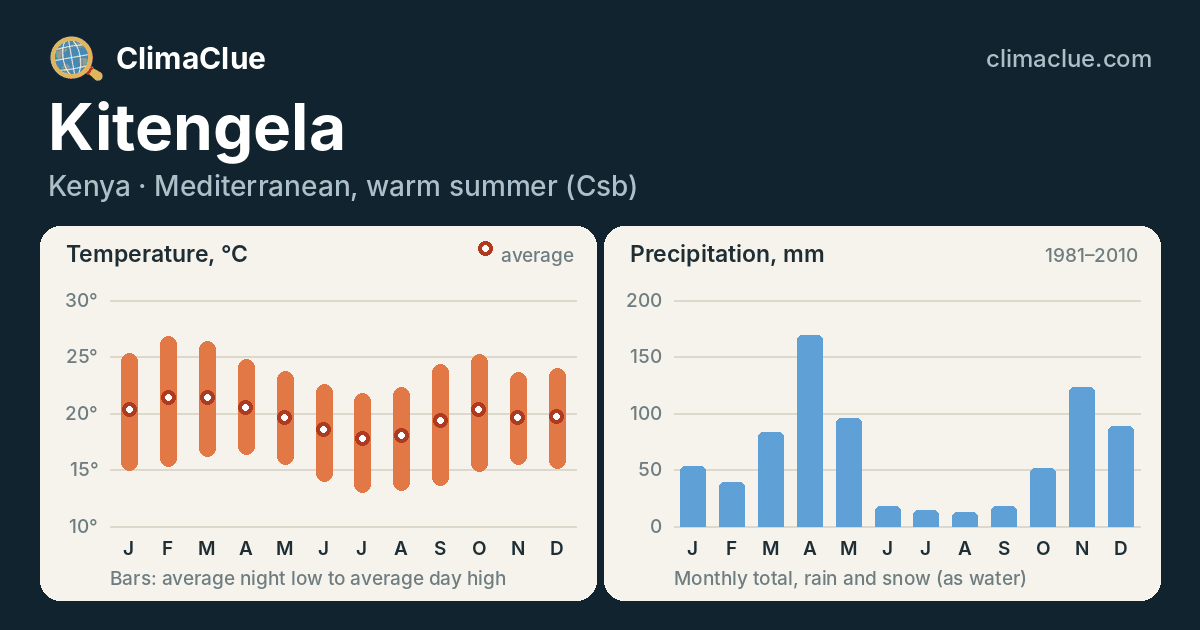 ClimaClue
climaclue.com
Kitengela
Kenya · Mediterranean, warm summer (Csb)
Temperature, °C
average
30°
25°
20°
15°
10°
J F M A M J J A S O N D
Bars: average night low to average day high
Precipitation, mm
1981–2010
200
150
100
50
0
J F M A M J J A S O N D
Monthly total, rain and snow (as water)